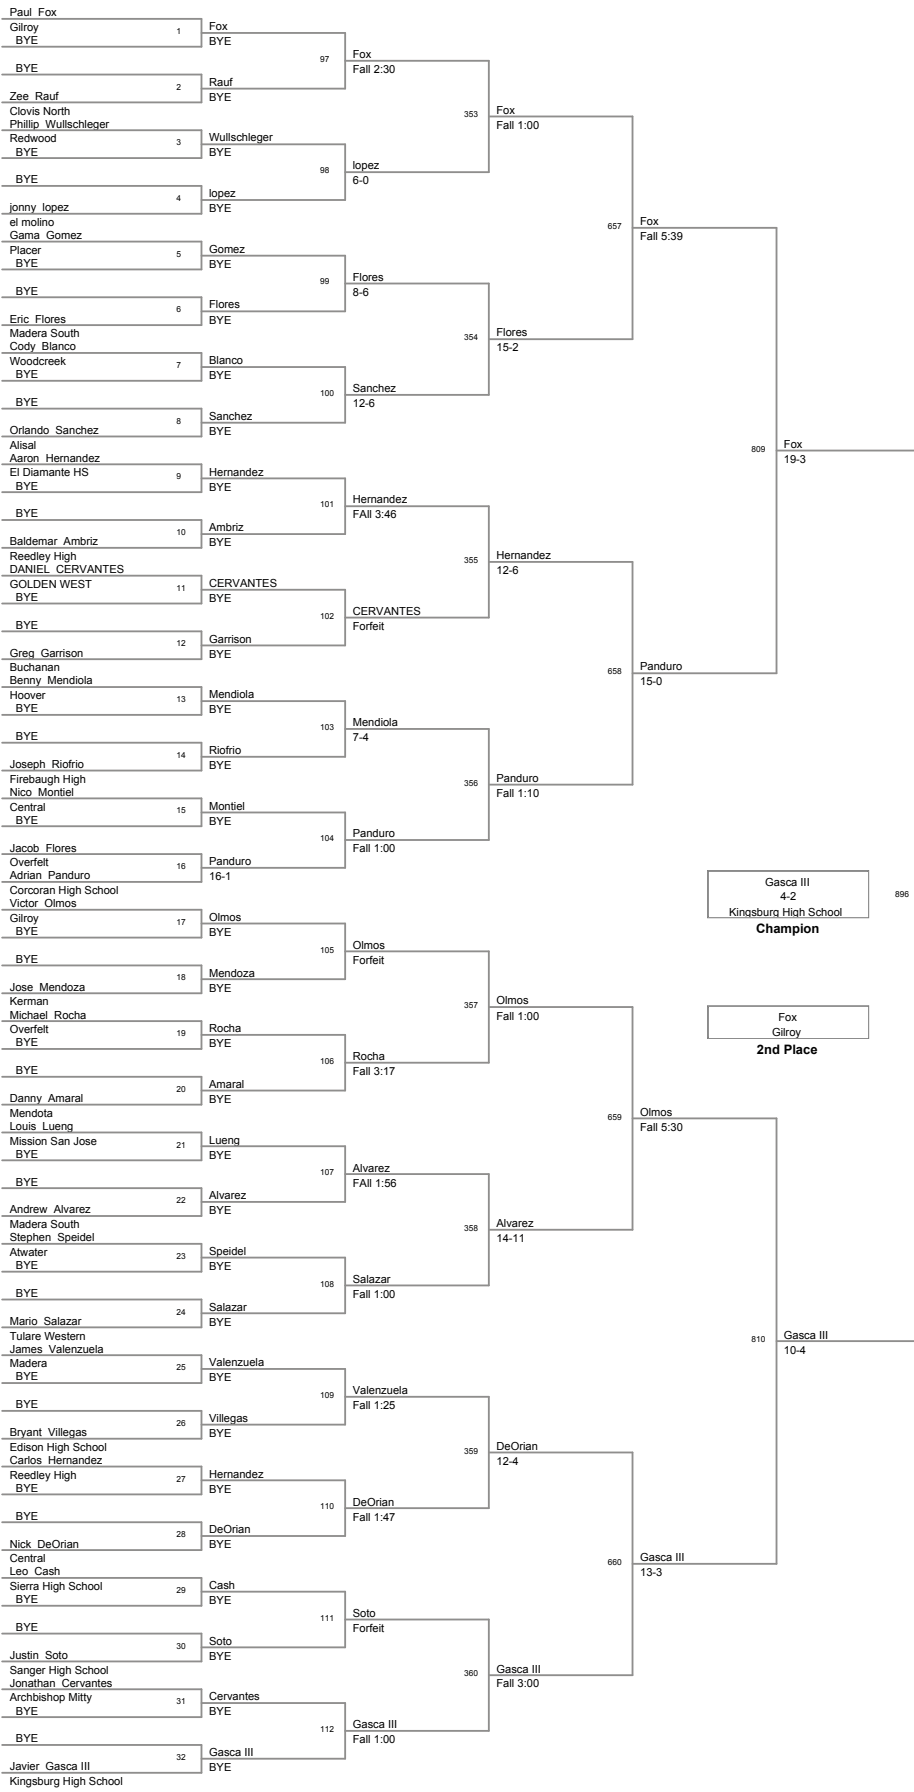 Paul Fox
Gilroy
BYE
1
Fox
BYE
BYE
Zee Rauf
Clovis North
2
Rauf
BYE
97
Fox
Fall 2:30
Phillip Wullschleger
Redwood
BYE
3
Wullschleger
BYE
BYE
jonny lopez
el molino
4
lopez
BYE
98
lopez
6-0
353
Fox
Fall 1:00
Gama Gomez
Placer
BYE
5
Gomez
BYE
BYE
Eric Flores
Madera South
6
Flores
BYE
99
Flores
8-6
Cody Blanco
Woodcreek
BYE
7
Blanco
BYE
BYE
Orlando Sanchez
Alisal
8
Sanchez
BYE
100
Sanchez
12-6
354
Flores
15-2
657
Fox
Fall 5:39
Aaron Hernandez
El Diamante HS
BYE
9
Hernandez
BYE
BYE
Baldemar Ambriz
Reedley High
10
Ambriz
BYE
101
Hernandez
FAll 3:46
DANIEL CERVANTES
GOLDEN WEST
BYE
11
CERVANTES
BYE
BYE
Greg Garrison
Buchanan
12
Garrison
BYE
102
CERVANTES
Forfeit
355
Hernandez
12-6
Benny Mendiola
Hoover
BYE
13
Mendiola
BYE
BYE
Joseph Riofrio
Firebaugh High
14
Riofrio
BYE
103
Mendiola
7-4
Nico Montiel
Central
BYE
15
Montiel
BYE
Jacob Flores
Overfelt
Adrian Panduro
Corcoran High School
16
Panduro
16-1
104
Panduro
Fall 1:00
356
Panduro
Fall 1:10
658
Panduro
15-0
809
Fox
19-3
Gasca III
4-2
Kingsburg High School
Champion
896
Fox
Gilroy
2nd Place
Victor Olmos
Gilroy
BYE
17
Olmos
BYE
BYE
Jose Mendoza
Kerman
18
Mendoza
BYE
105
Olmos
Forfeit
Michael Rocha
Overfelt
BYE
19
Rocha
BYE
BYE
Danny Amaral
Mendota
20
Amaral
BYE
106
Rocha
Fall 3:17
357
Olmos
Fall 1:00
Louis Lueng
Mission San Jose
BYE
21
Lueng
BYE
BYE
Andrew Alvarez
Madera South
22
Alvarez
BYE
107
Alvarez
FAll 1:56
Stephen Speidel
Atwater
BYE
23
Speidel
BYE
BYE
Mario Salazar
Tulare Western
24
Salazar
BYE
108
Salazar
Fall 1:00
358
Alvarez
14-11
659
Olmos
Fall 5:30
James Valenzuela
Madera
BYE
25
Valenzuela
BYE
BYE
Bryant Villegas
Edison High School
26
Villegas
BYE
109
Valenzuela
Fall 1:25
Carlos Hernandez
Reedley High
BYE
27
Hernandez
BYE
BYE
Nick DeOrian
Central
28
DeOrian
BYE
110
DeOrian
Fall 1:47
359
DeOrian
12-4
Leo Cash
Sierra High School
BYE
29
Cash
BYE
BYE
Justin Soto
Sanger High School
30
Soto
BYE
111
Soto
Forfeit
Jonathan Cervantes
Archbishop Mitty
BYE
31
Cervantes
BYE
BYE
Javier Gasca III
Kingsburg High School
32
Gasca III
BYE
112
Gasca III
Fall 1:00
360
Gasca III
Fall 3:00
660
Gasca III
13-3
810
Gasca III
10-4